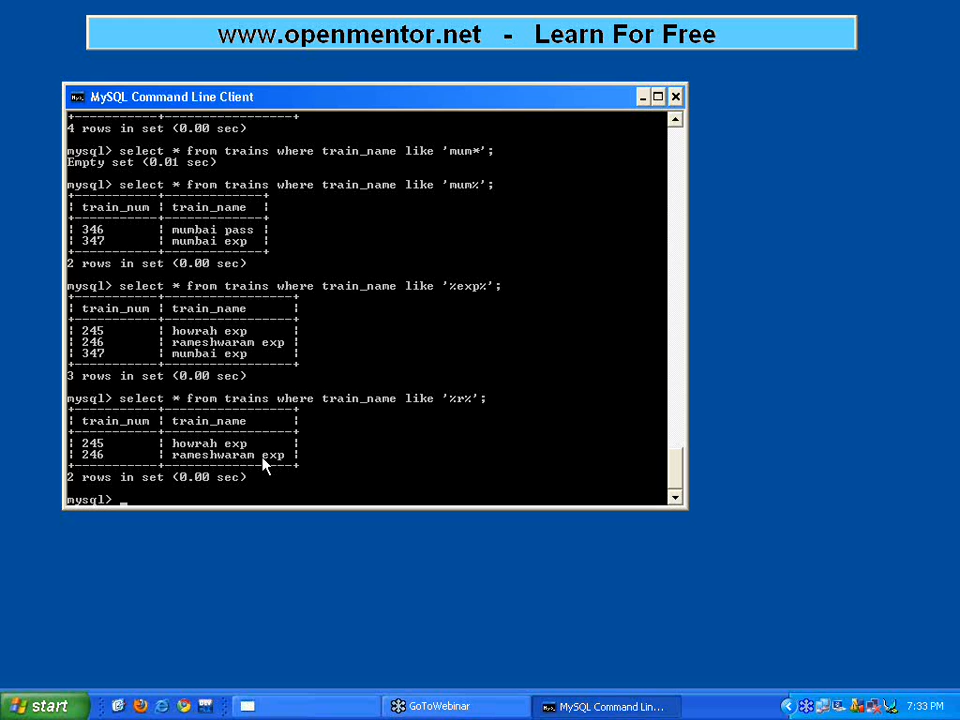 www.openmentor.net - Learn For Free
MySQL Command Line Client
+-----------+-----------------+
4 rows in set (0.00 sec)
mysql> select * from trains where train_name like 'mum*';
Empty set (0.01 sec)
mysql> select * from trains where train_name like 'mum%';
+-----------+-------------+
| train_num | train_name  |
+-----------+-------------+
| 346       | mumbai pass |
| 347       | mumbai exp  |
+-----------+-------------+
2 rows in set (0.00 sec)
mysql> select * from trains where train_name like '%exp%';
+-----------+-----------------+
| train_num | train_name      |
+-----------+-----------------+
| 245       | howrah exp      |
| 246       | rameshwaram exp |
| 347       | mumbai exp      |
+-----------+-----------------+
3 rows in set (0.00 sec)
mysql> select * from trains where train_name like '%r%';
+-----------+-----------------+
| train_num | train_name      |
+-----------+-----------------+
| 245       | howrah exp      |
| 246       | rameshwaram exp |
+-----------+-----------------+
2 rows in set (0.00 sec)
mysql> _
start
GoToWebinar
MySQL Command Lin...
7:33 PM